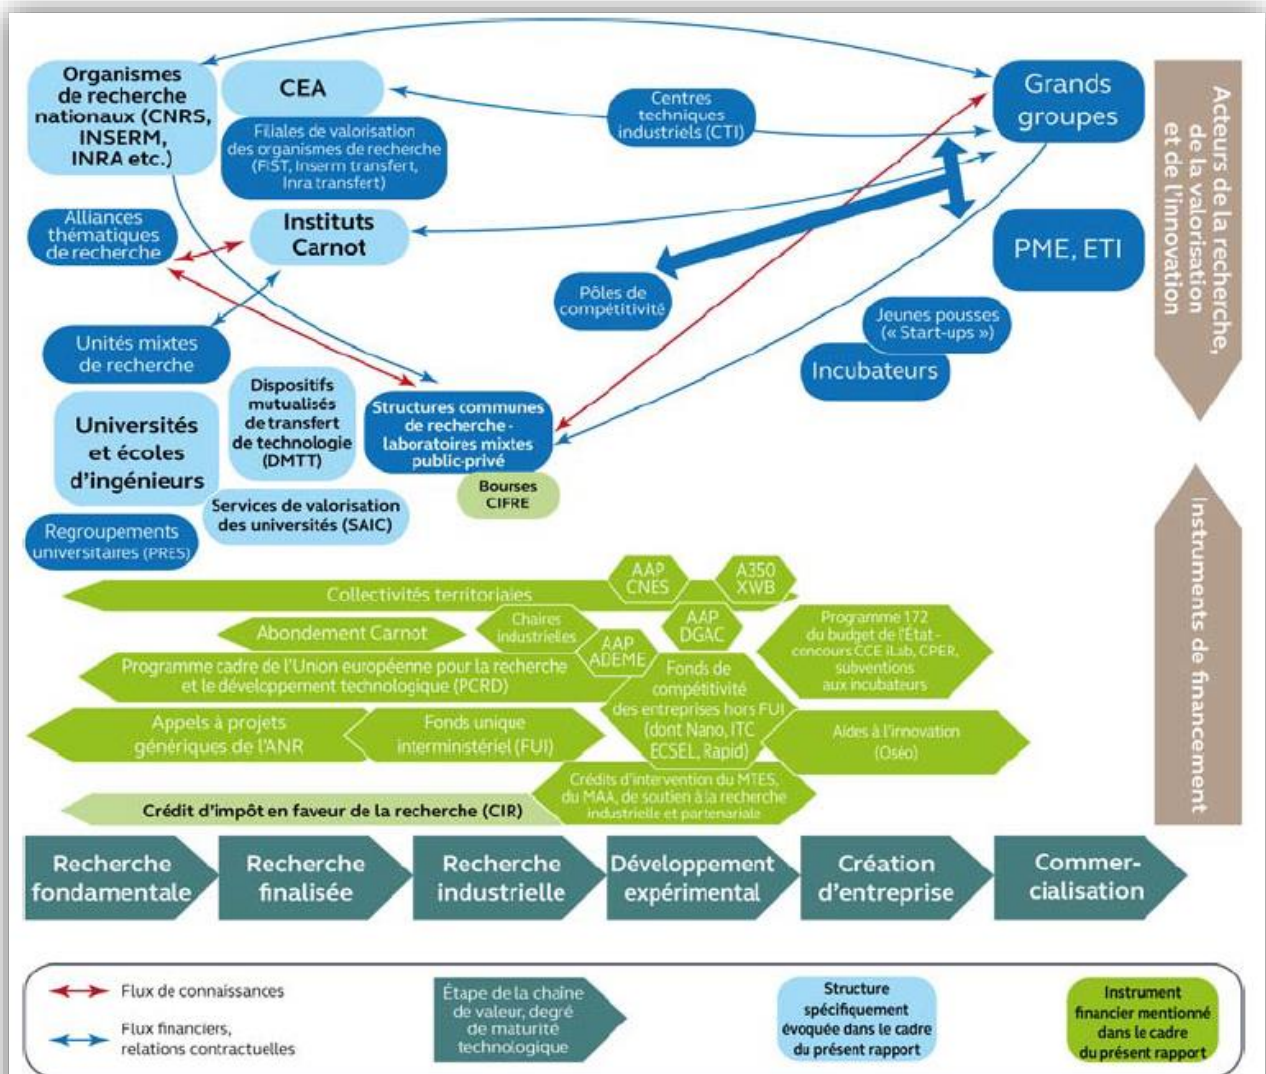 Organismes
de recherche
nationaux (CNRS,
INSERM,
INRA etc.)
CEA
Filiales de valorisation
des organismes de recherche
(FiST, Inserm transfert,
Inra transfert)
Centres
techniques
industriels (CTI)
Grands
groupes
Alliances
thématiques
de recherche
Instituts
Carnot
PME, ETI
Pôles de
compétitivité
Jeunes pousses
(« Start-ups »)
Incubateurs
Unités mixtes
de recherche
Dispositifs
mutualisés
de transfert
de technologie
(DMTT)
Structures communes
de recherche -
laboratoires mixtes
public-privé
Bourses
CIFRE
Universités
et écoles
d'ingénieurs
Services de valorisation
des universités (SAIC)
Regroupements
universitaires (PRES)
Acteurs de la recherche,
de la valorisation
et de l'innovation
Instruments de financement
Collectivités territoriaies
AAP
CNES
A350
XWB
Abondement Carnot
Chaires
industrielles
AAP
ADEME
AAP
DGAC
Programme 172
du budget de l'État -
concours CCE iLab, CPER,
subventions
aux incubateurs
Programme cadre de l'Union européenne pour la recherche
et le développement technologique (PCRD)
Fonds de
compétitivité
des entreprises hors FUI
(dont Nano, ITC
ECSEL, Rapid)
Appels à projets
génériques de l'ANR
Fonds unique
interministériel (FUI)
Aides à l'innovation
(Oséo)
Crédits d'intervention du MTES,
du MAA, de soutien à la recherche
industrielle et partenariale
Crédit d'impôt en faveur de la recherche (CIR)
Recherche
fondamentale
Recherche
finalisée
Recherche
industrielle
Développement
expérimental
Création
d'entreprise
Commer-
cialisation
Flux de connaissances
Flux financiers,
relations contractuelles
Étape de la chaîne
de valeur, degré
de maturité
technologique
Structure
spécifiquement
évoquée dans le cadre
du présent rapport
Instrument
financier mentionné
dans le cadre
du présent rapport